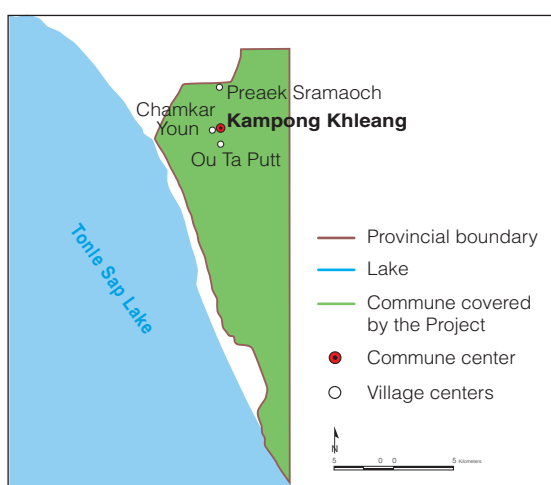 Preaek Sramaoch
Chamkar
Youn
Kampong Khleang
Ou Ta Putt
Tonle Sap Lake
Provincial boundary
Lake
Commune covered
by the Project
Commune center
Village centers
N
5 0 0 5 Kilometers